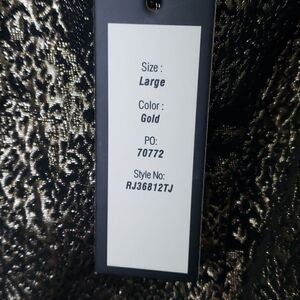 Size :
Large
Color :
Gold
PO:
70772
Style No:
RJ36812TJ